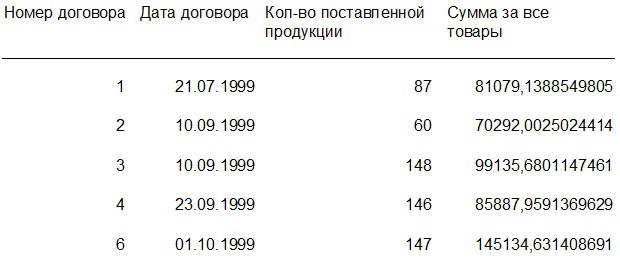 Номер договора Дата договора Кол-во поставленной продукции Сумма за все товары
1 21.07.1999 87 81079,1388549805
2 10.09.1999 60 70292,0025024414
3 10.09.1999 148 99135,6801147461
4 23.09.1999 146 85887,9591369629
6 01.10.1999 147 145134,631408691